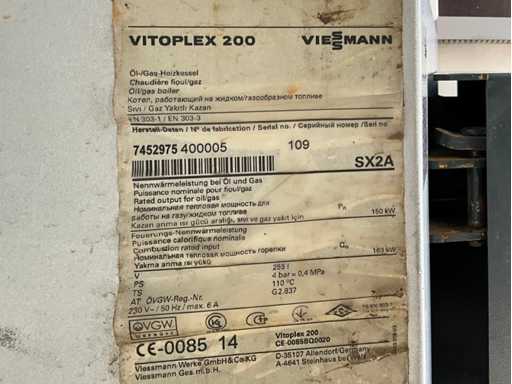 VITOPLEX 200 VIESMANN
Öl-/Gas-Heizkessel
Chaudière fioul/gaz
Oil/gas boiler
Котел, работающий на жидком/газообразном топливе
Sıvı / Gaz Yakıtlı Kazan
EN 303-1 / EN 303-3
Herstell-Daten / Nº de fabrication / Serial no. / Серийный номер / Seri no
7452975 400005 109
SX2A
Nennwärmeleistung bei Öl und Gas
Puissance nominale pour fioul/gaz
Rated output for oil/gas
Номинальная тепловая мощность для
работы на газу/жидком топливе Pn 150 kW
Kazan anma ısı gücü aralığı, sıvı ve gaz yakıt için
Feuerungs-Nennwärmeleistung
Puissance calorifique nominale
Combustion rated input Qn 163 kW
Номинальная тепловая мощность горелки
Yakma anma ısı yükü
V 255 l
PS 4 bar = 0,4 MPa
TS 110 °C
AT ÖVGW-Reg.-Nr. G2.837
230 V~ / 50 Hz / max. 6 A
ÖVGW
GEPRÜFT
CE-0085 14 Vitoplex 200
CE-0085BQ0020
Viessmann Werke GmbH&Co KG D-35107 Allendorf/Germany
Viessmann Ges.m.b.H. A-4641 Steinhaus bei Wels